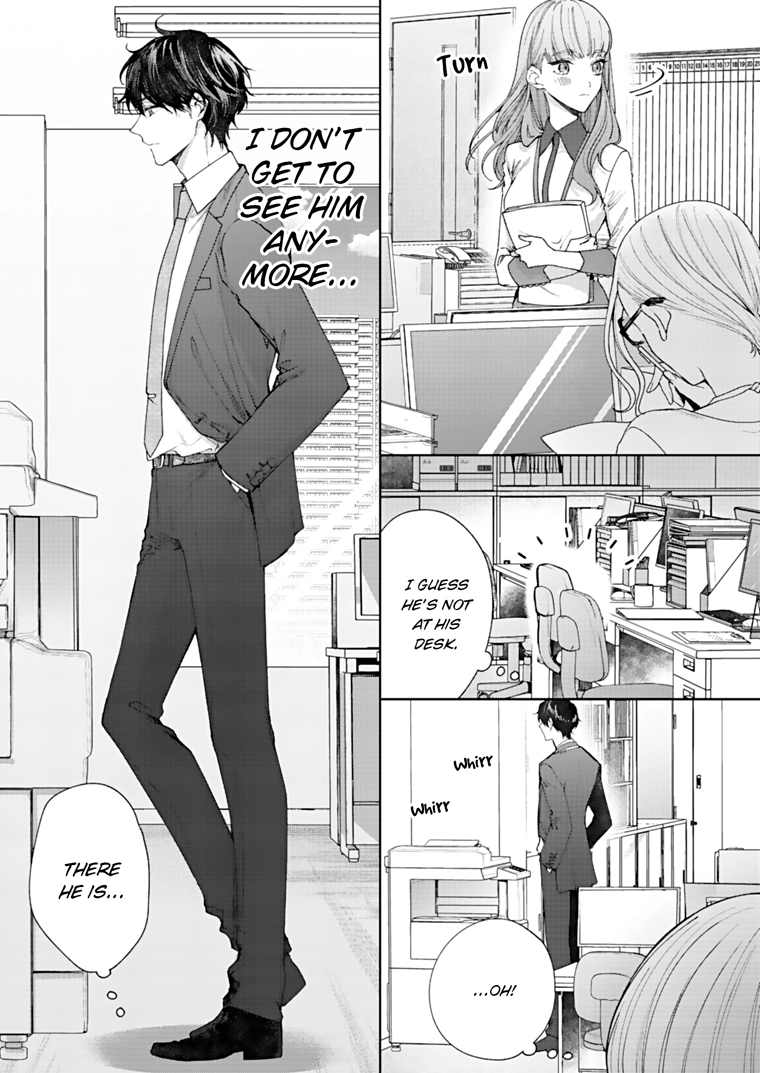 Turn
I GUESS
HE'S NOT
AT HIS
DESK.
Whirr
Whirr
...OH!
I DON'T
GET TO
SEE HIM
ANY-
MORE...
THERE
HE IS...